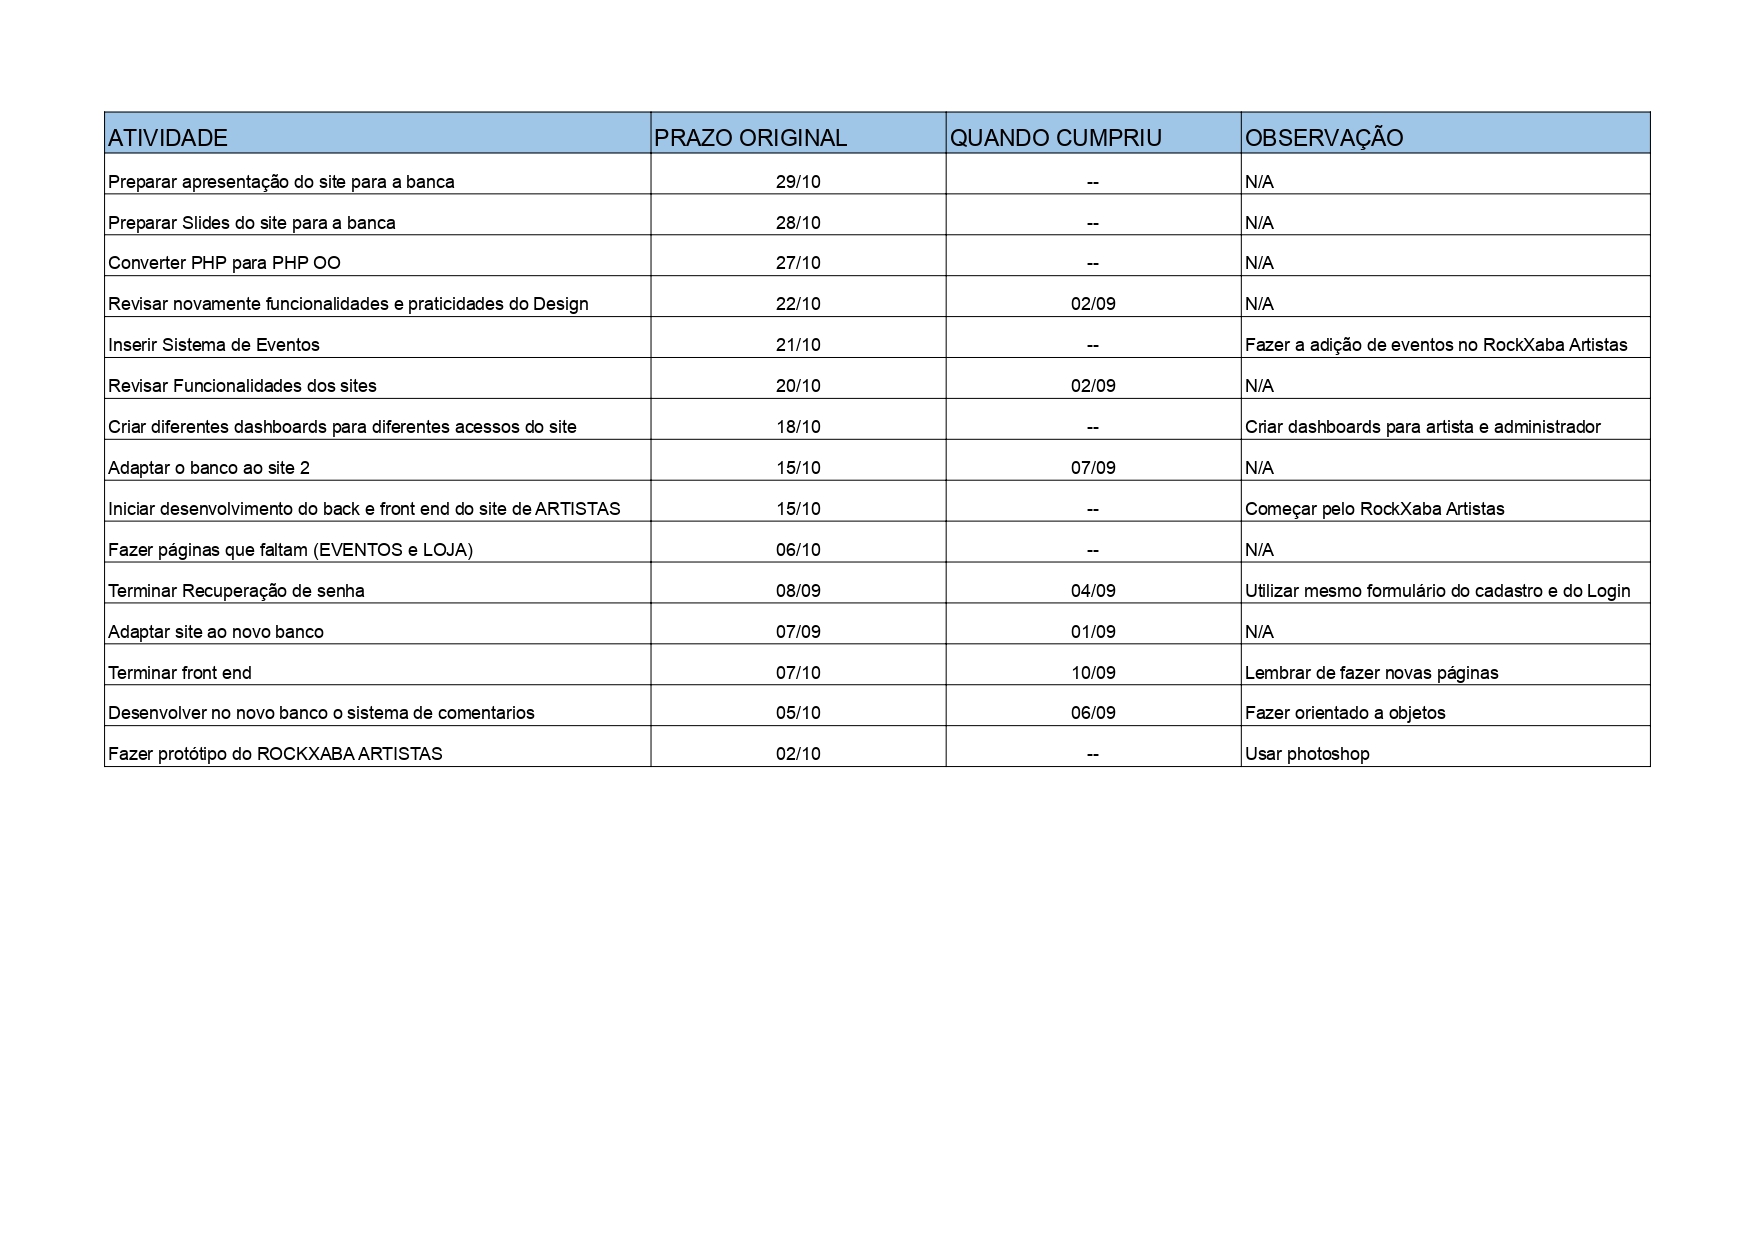 ATIVIDADE PRAZO ORIGINAL QUANDO CUMPRIU OBSERVAÇÃO
Preparar apresentação do site para a banca 29/10 -- N/A
Preparar Slides do site para a banca 28/10 -- N/A
Converter PHP para PHP OO 27/10 -- N/A
Revisar novamente funcionalidades e praticidades do Design 22/10 02/09 N/A
Inserir Sistema de Eventos 21/10 -- Fazer a adição de eventos no RockXaba Artistas
Revisar Funcionalidades dos sites 20/10 02/09 N/A
Criar diferentes dashboards para diferentes acessos do site 18/10 -- Criar dashboards para artista e administrador
Adaptar o banco ao site 2 15/10 07/09 N/A
Iniciar desenvolvimento do back e front end do site de ARTISTAS 15/10 -- Começar pelo RockXaba Artistas
Fazer páginas que faltam (EVENTOS e LOJA) 06/10 -- N/A
Terminar Recuperação de senha 08/09 04/09 Utilizar mesmo formulário do cadastro e do Login
Adaptar site ao novo banco 07/09 01/09 N/A
Terminar front end 07/10 10/09 Lembrar de fazer novas páginas
Desenvolver no novo banco o sistema de comentarios 05/10 06/09 Fazer orientado a objetos
Fazer protótipo do ROCKXABA ARTISTAS 02/10 -- Usar photoshop